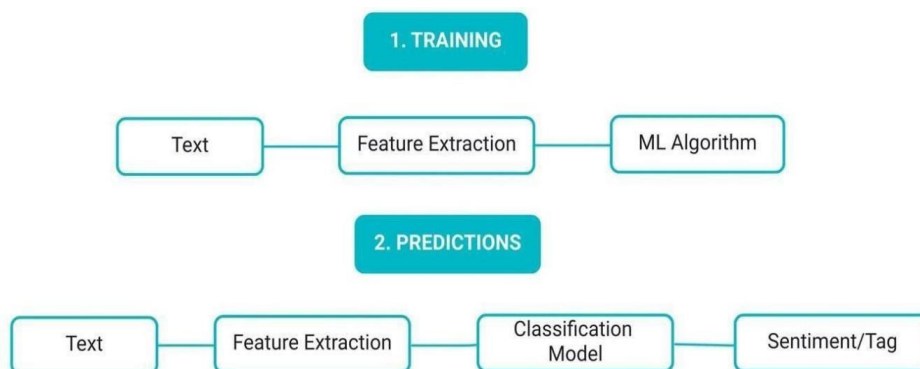 1. TRAINING
Text
Feature Extraction
ML Algorithm
2. PREDICTIONS
Text
Feature Extraction
Classification
Model
Sentiment/Tag